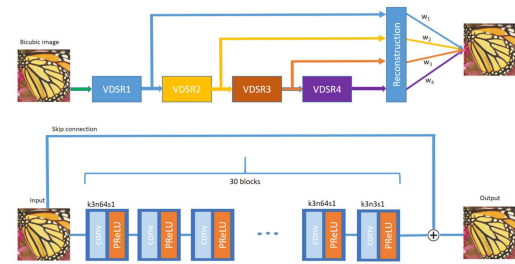 Bicubic image
VDSR1
VDSR2
VDSR3
VDSR4
Reconstruction
w₁
w₂
w₃
w₄
Skip connection
30 blocks
Input
k3n64s1
k3n64s1
k3n3s1
Output
conv
PReLU
conv
PReLU
conv
PReLU
...
conv
PReLU
conv
PReLU
+